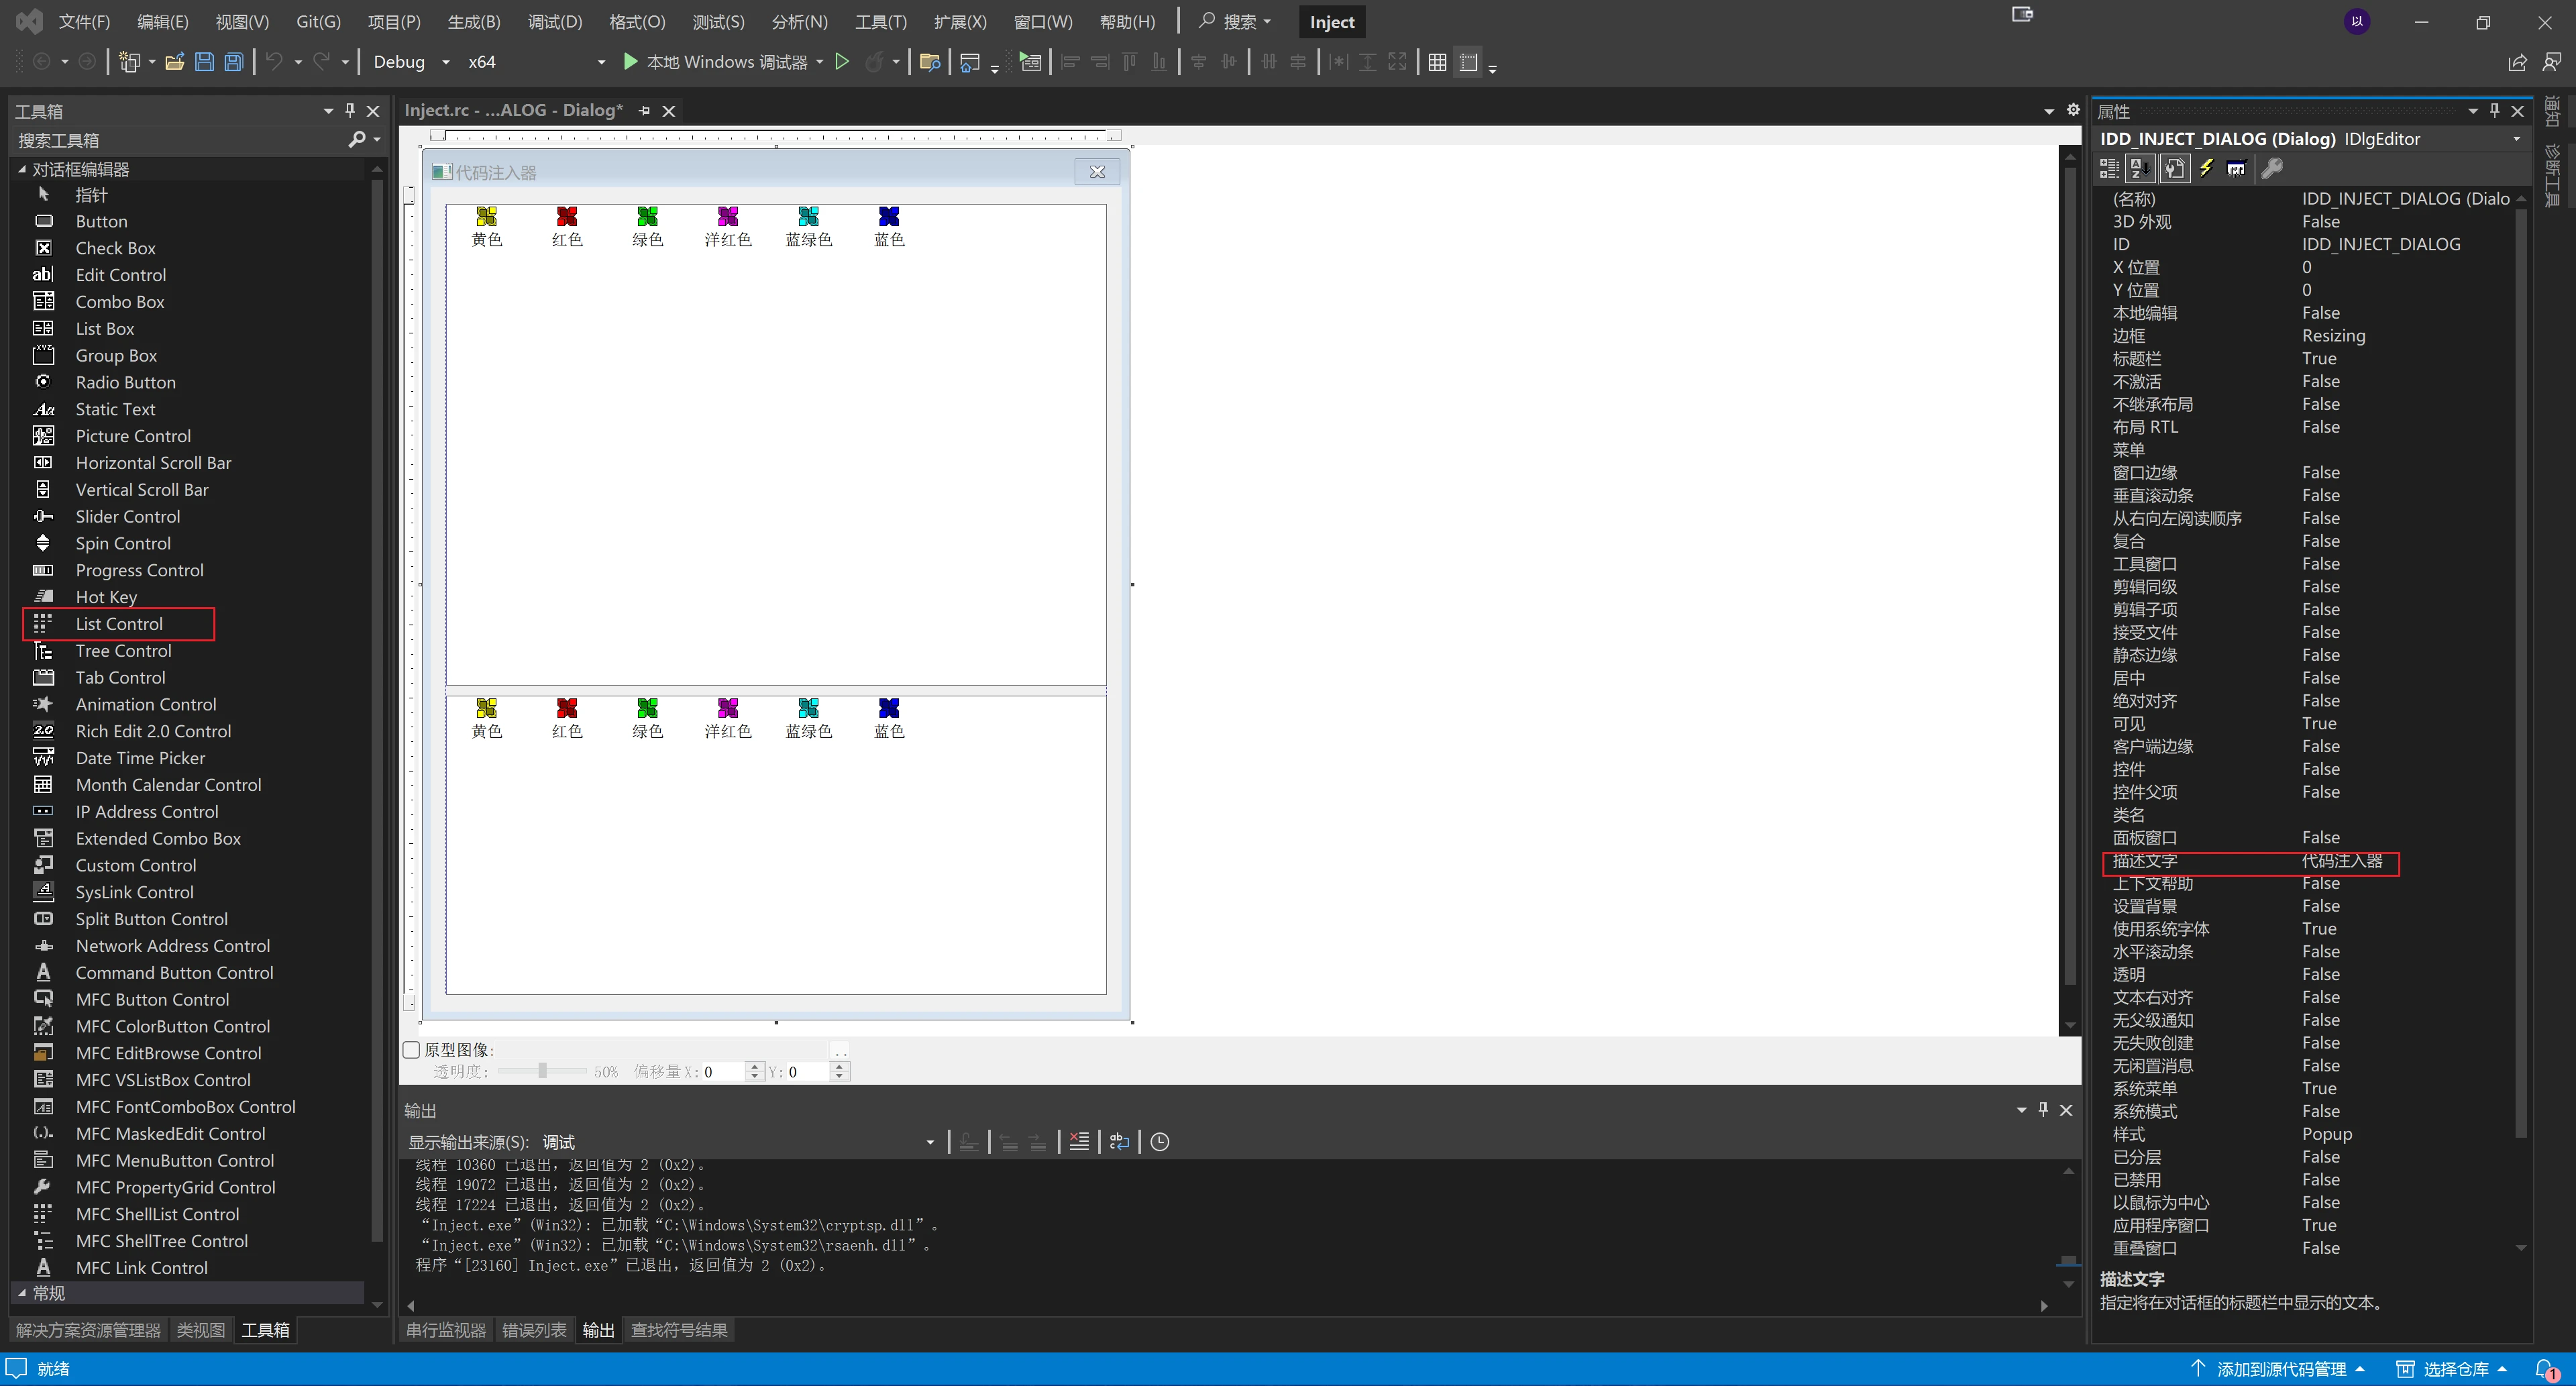 文件(F) 编辑(E) 视图(V) Git(G) 项目(P) 生成(B) 调试(D) 格式(O) 测试(S) 分析(N) 工具(T) 扩展(X) 窗口(W) 帮助(H) 搜索 Inject 以
Debug x64 本地 Windows 调试器
工具箱
搜索工具箱
对话框编辑器
指针
Button
Check Box
Edit Control
Combo Box
List Box
Group Box
Radio Button
Static Text
Picture Control
Horizontal Scroll Bar
Vertical Scroll Bar
Slider Control
Spin Control
Progress Control
Hot Key
List Control
Tree Control
Tab Control
Animation Control
Rich Edit 2.0 Control
Date Time Picker
Month Calendar Control
IP Address Control
Extended Combo Box
Custom Control
SysLink Control
Split Button Control
Network Address Control
Command Button Control
MFC Button Control
MFC ColorButton Control
MFC EditBrowse Control
MFC VSListBox Control
MFC FontComboBox Control
MFC MaskedEdit Control
MFC MenuButton Control
MFC PropertyGrid Control
MFC ShellList Control
MFC ShellTree Control
MFC Link Control
常规
解决方案资源管理器 类视图 工具箱
Inject.rc - ...ALOG - Dialog*
代码注入器
黄色 红色 绿色 洋红色 蓝绿色 蓝色
黄色 红色 绿色 洋红色 蓝绿色 蓝色
原型图像: ..
透明度: 50% 偏移量 X: 0 Y: 0
输出
显示输出来源(S): 调试
线程 10360 已退出，返回值为 2 (0x2)。
线程 19072 已退出，返回值为 2 (0x2)。
线程 17224 已退出，返回值为 2 (0x2)。
“Inject.exe”(Win32): 已加载“C:\Windows\System32\cryptsp.dll”。
“Inject.exe”(Win32): 已加载“C:\Windows\System32\rsaenh.dll”。
程序“[23160] Inject.exe”已退出，返回值为 2 (0x2)。
串行监视器 错误列表 输出 查找符号结果
属性
IDD_INJECT_DIALOG (Dialog) IDlgEditor
(名称) IDD_INJECT_DIALOG (Dialo
3D 外观 False
ID IDD_INJECT_DIALOG
X 位置 0
Y 位置 0
本地编辑 False
边框 Resizing
标题栏 True
不激活 False
不继承布局 False
布局 RTL False
菜单
窗口边缘 False
垂直滚动条 False
从右向左阅读顺序 False
复合 False
工具窗口 False
剪辑同级 False
剪辑子项 False
接受文件 False
静态边缘 False
居中 False
绝对对齐 False
可见 True
客户端边缘 False
控件 False
控件父项 False
类名
面板窗口 False
描述文字 代码注入器
上下文帮助 False
设置背景 False
使用系统字体 True
水平滚动条 False
透明 False
文本右对齐 False
无父级通知 False
无失败创建 False
无闲置消息 False
系统菜单 True
系统模式 False
样式 Popup
已分层 False
已禁用 False
以鼠标为中心 False
应用程序窗口 True
重叠窗口 False
描述文字
指定将在对话框的标题栏中显示的文本。
通知
诊断工具
就绪 添加到源代码管理 选择仓库 1